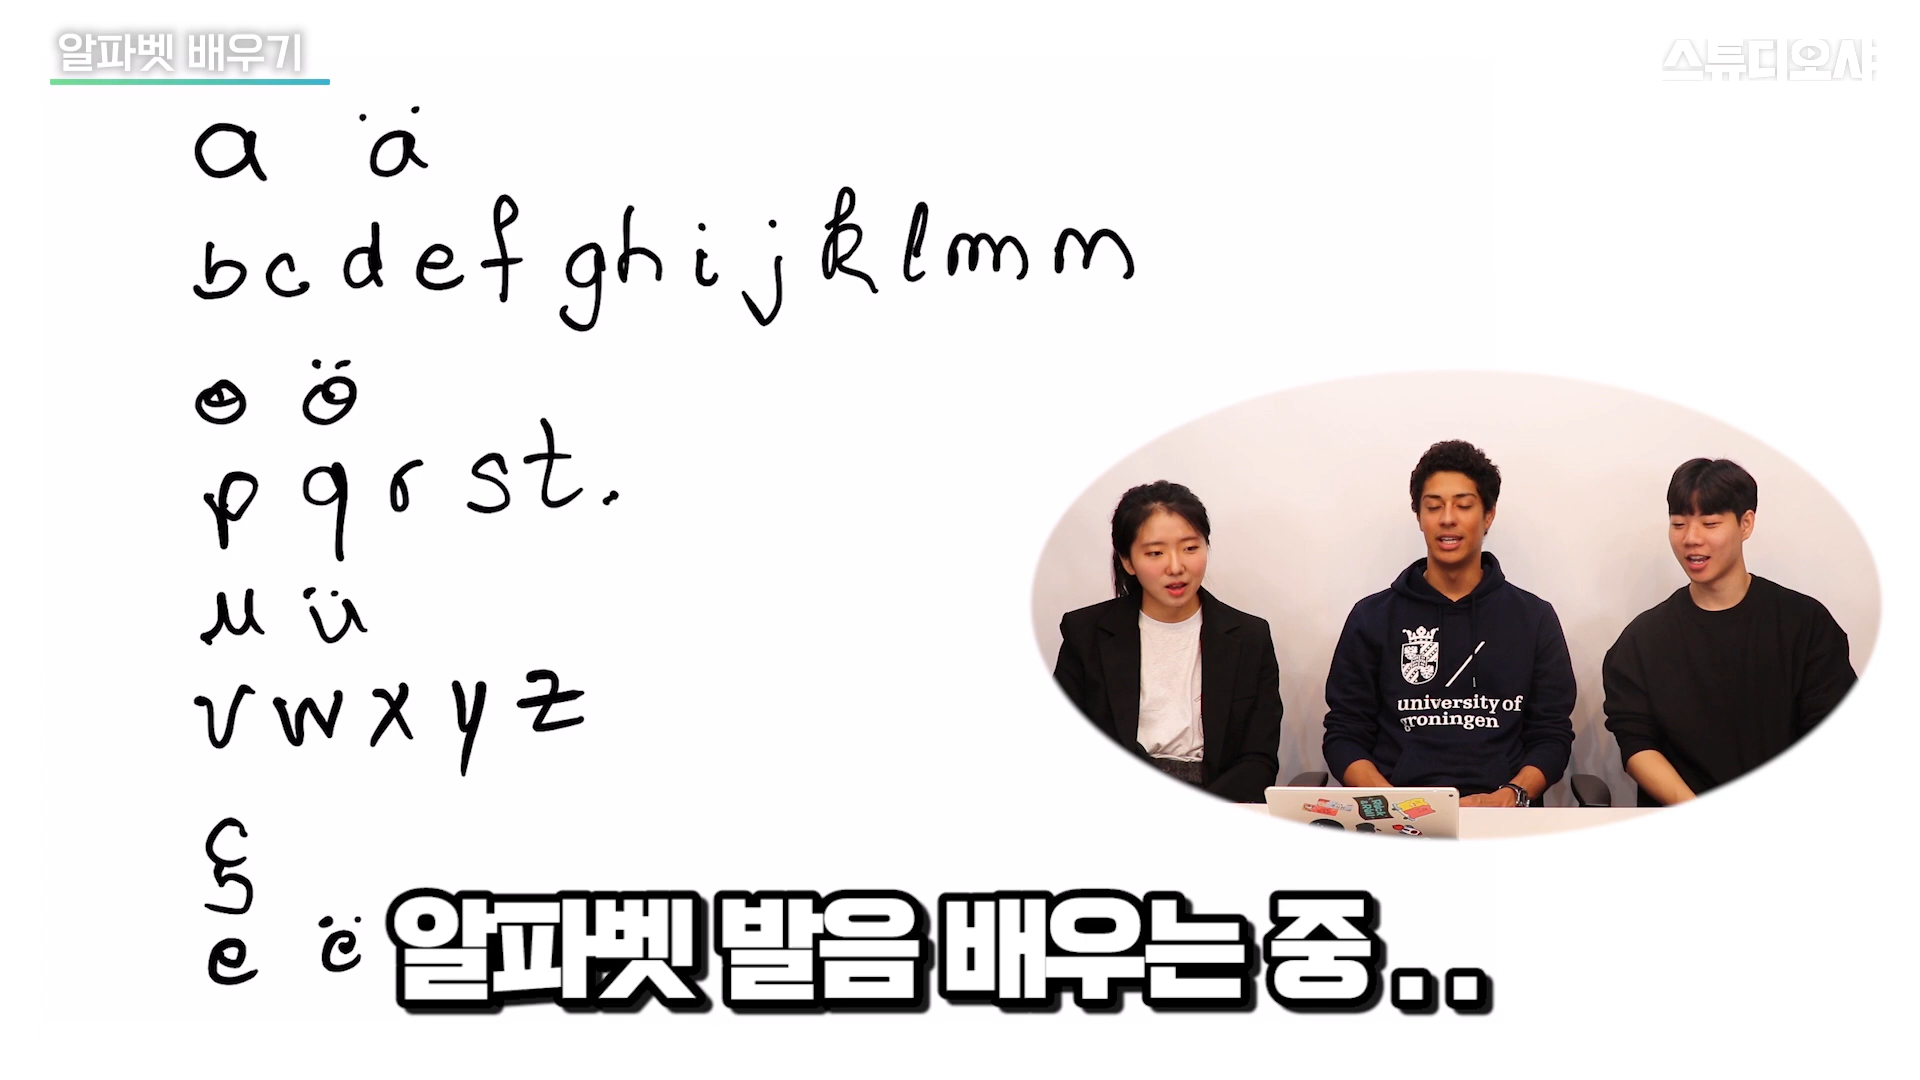 알파벳 배우기
스튜디오샤
a ä
b c d e f g h i j k l m m
o ö
p q r s t .
u ü
v w x y z
ç
e ë
university of
groningen
알파벳 발음 배우는 중..